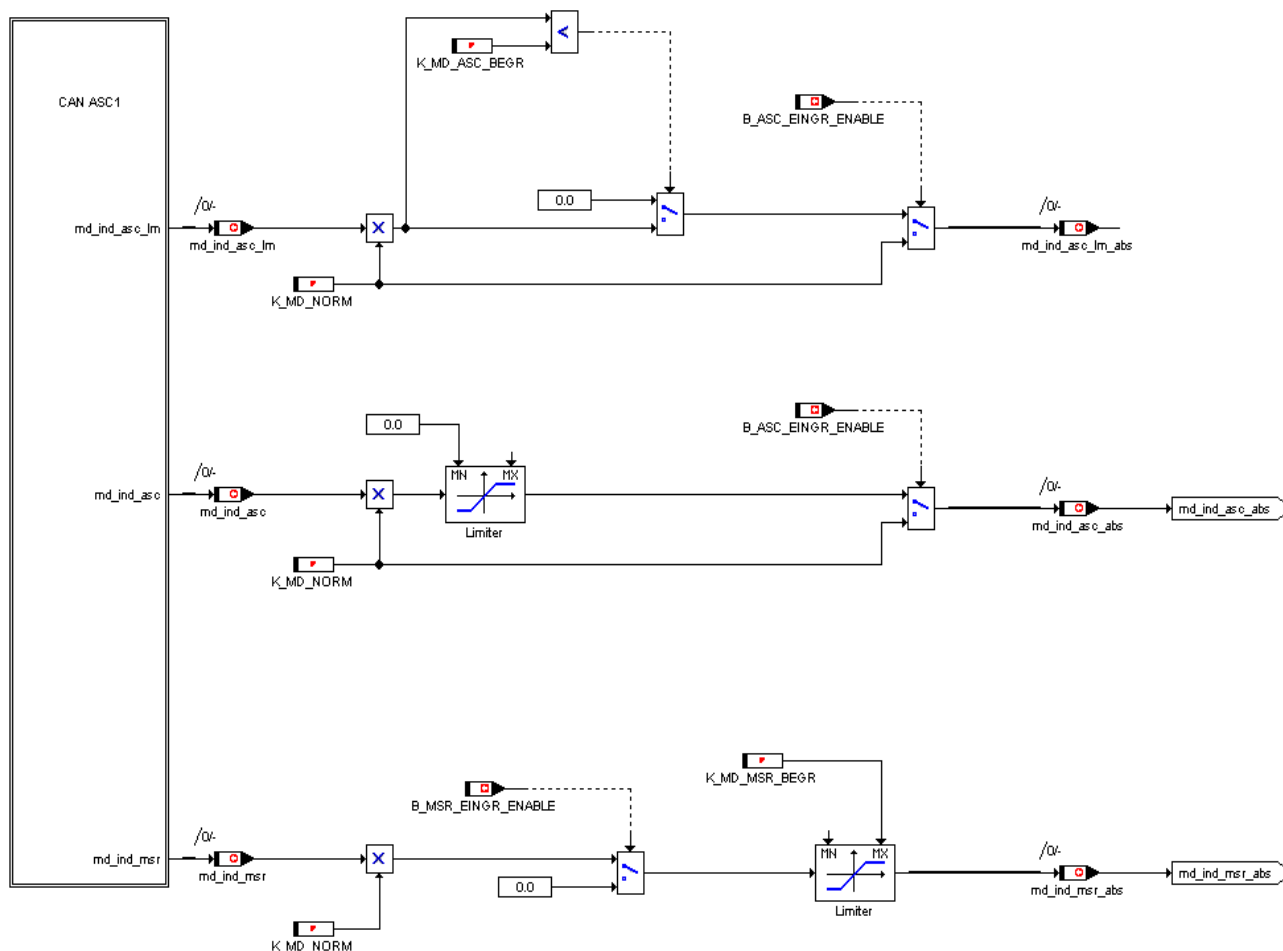 CAN ASC1
K_MD_ASC_BEGR
B_ASC_EINGR_ENABLE
0.0
md_ind_asc_lm
/0/-
md_ind_asc_lm
/0/-
md_ind_asc_lm_abs
K_MD_NORM
0.0
B_ASC_EINGR_ENABLE
MN
MX
md_ind_asc
/0/-
md_ind_asc
Limiter
/0/-
md_ind_asc_abs
md_ind_asc_abs
K_MD_NORM
K_MD_MSR_BEGR
B_MSR_EINGR_ENABLE
MN
MX
md_ind_msr
/0/-
md_ind_msr
0.0
Limiter
/0/-
md_ind_msr_abs
md_ind_msr_abs
K_MD_NORM